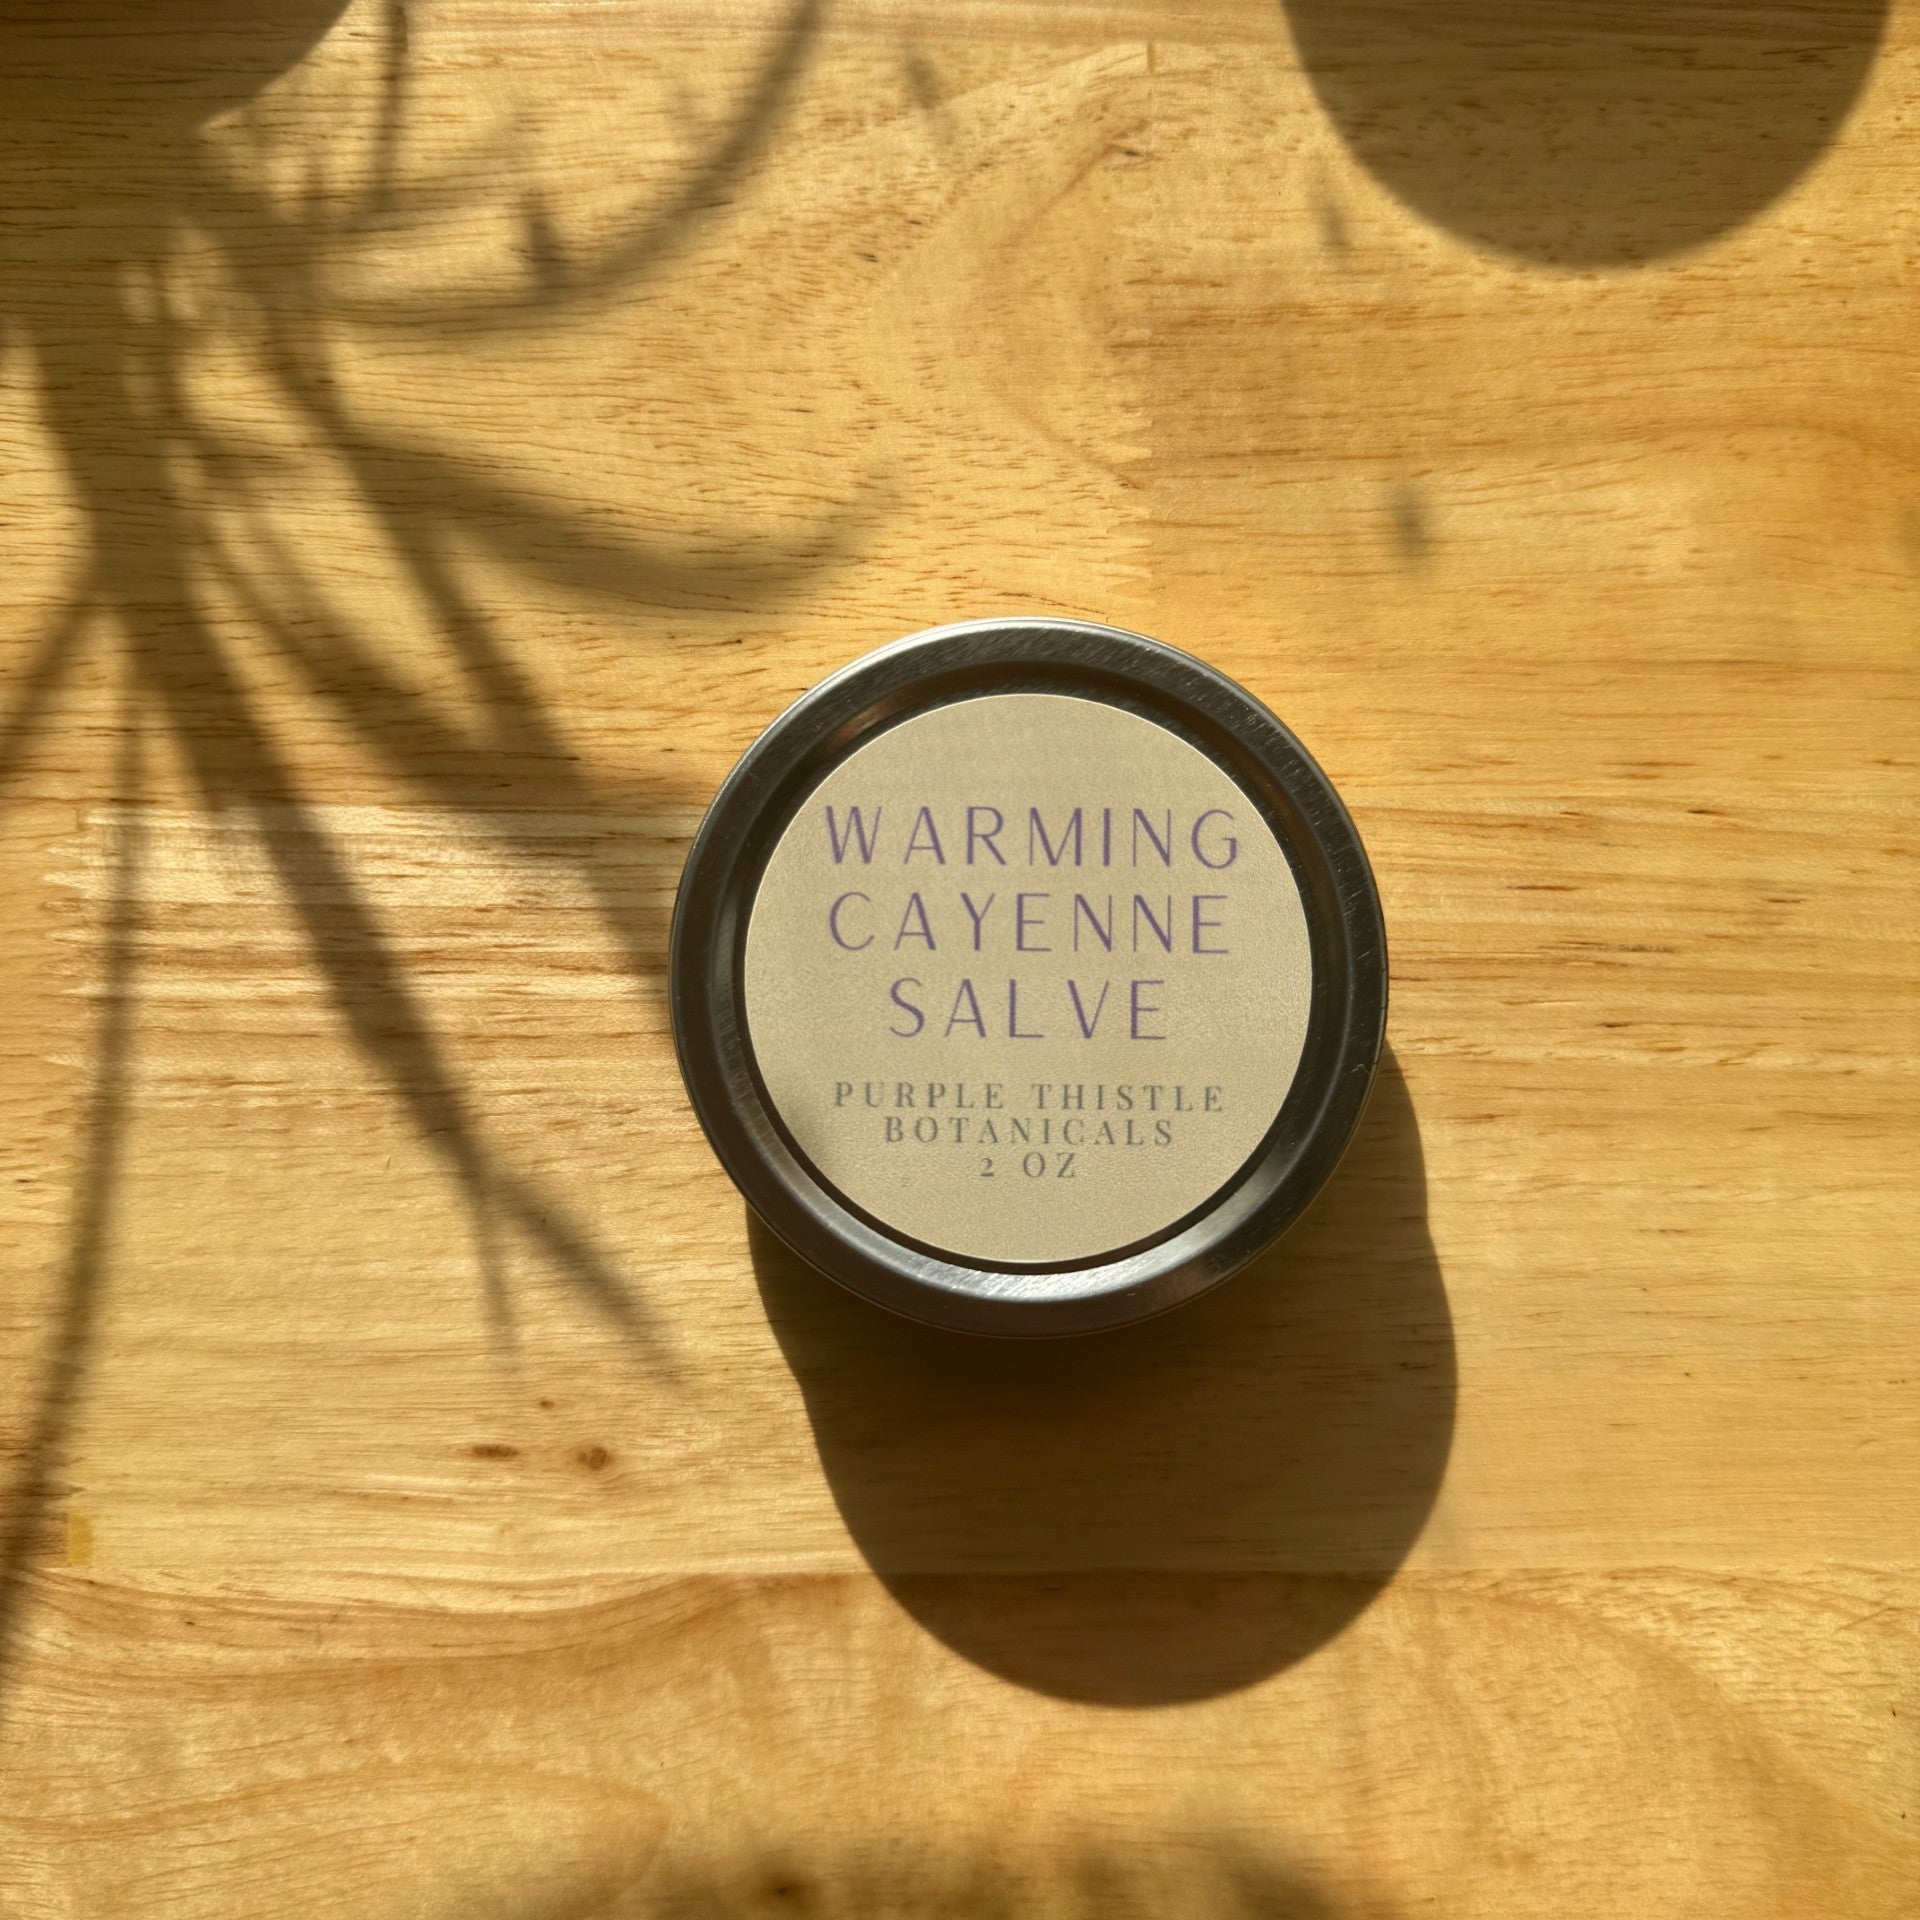 WARMING
CAYENNE
SALVE
PURPLE THISTLE
BOTANICALS
2 OZ